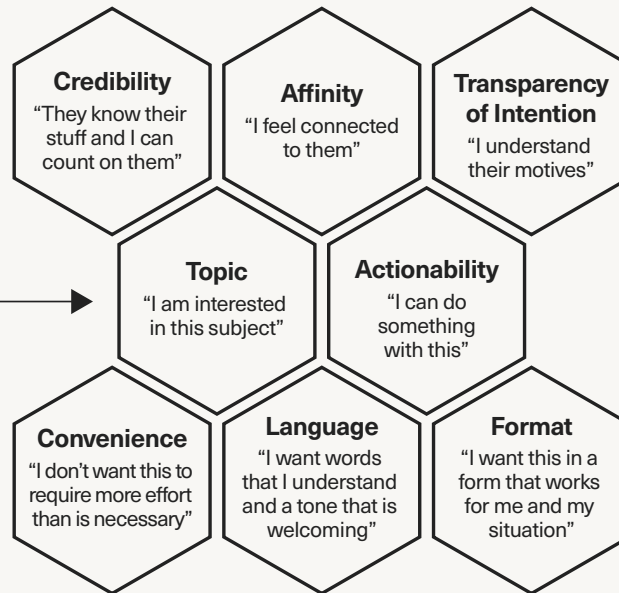 Credibility
“They know their
stuff and I can
count on them”
Affinity
“I feel connected
to them”
Transparency
of Intention
“I understand
their motives”
Topic
“I am interested
in this subject”
Actionability
“I can do
something
with this”
Convenience
“I don’t want this to
require more effort
than is necessary”
Language
“I want words
that I understand
and a tone that is
welcoming”
Format
“I want this in a
form that works
for me and my
situation”